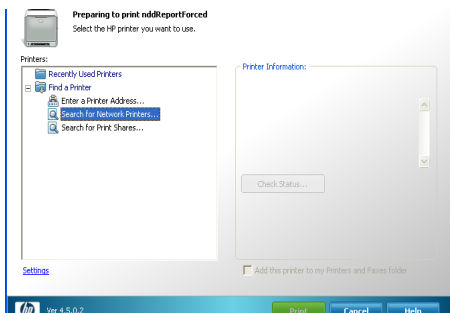 Preparing to print nddReportForced
Select the HP printer you want to use.
Printers:
Recently Used Printers
Find a Printer
Enter a Printer Address...
Search for Network Printers...
Search for Print Shares...
Printer Information:
Check Status...
Settings
Add this printer to my Printers and Faxes folder
hp Ver 4.5.0.2
Print Cancel Help